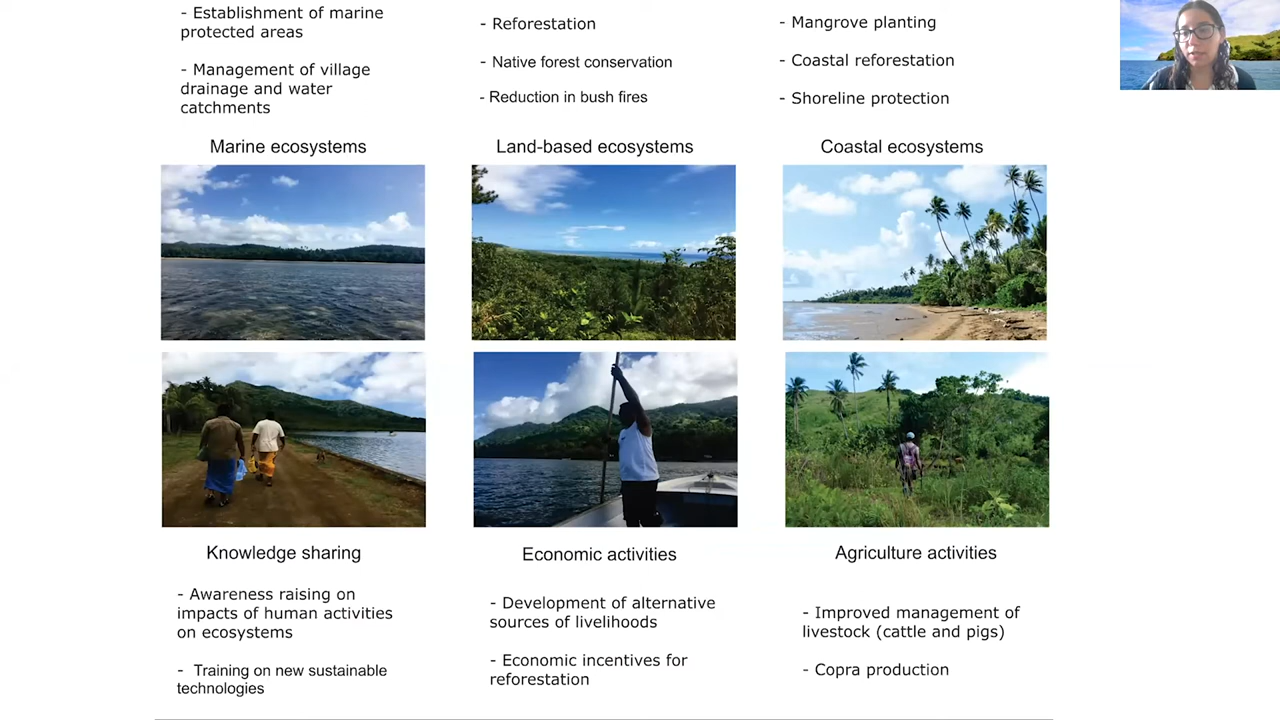 - Establishment of marine
protected areas
- Management of village
drainage and water
catchments
- Reforestation
- Native forest conservation
- Reduction in bush fires
- Mangrove planting
- Coastal reforestation
- Shoreline protection
Marine ecosystems
Land-based ecosystems
Coastal ecosystems
Knowledge sharing
Economic activities
Agriculture activities
- Awareness raising on
impacts of human activities
on ecosystems
- Training on new sustainable
technologies
- Development of alternative
sources of livelihoods
- Economic incentives for
reforestation
- Improved management of
livestock (cattle and pigs)
- Copra production